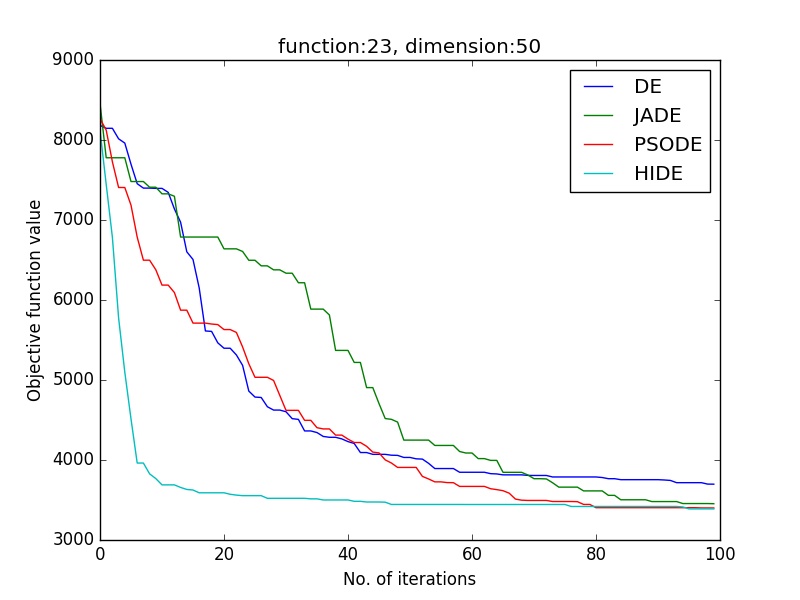 function:23, dimension:50
9000
8000
7000
6000
5000
4000
3000
Objective function value
DE
JADE
PSODE
HIDE
0
20
40
60
80
100
No. of iterations